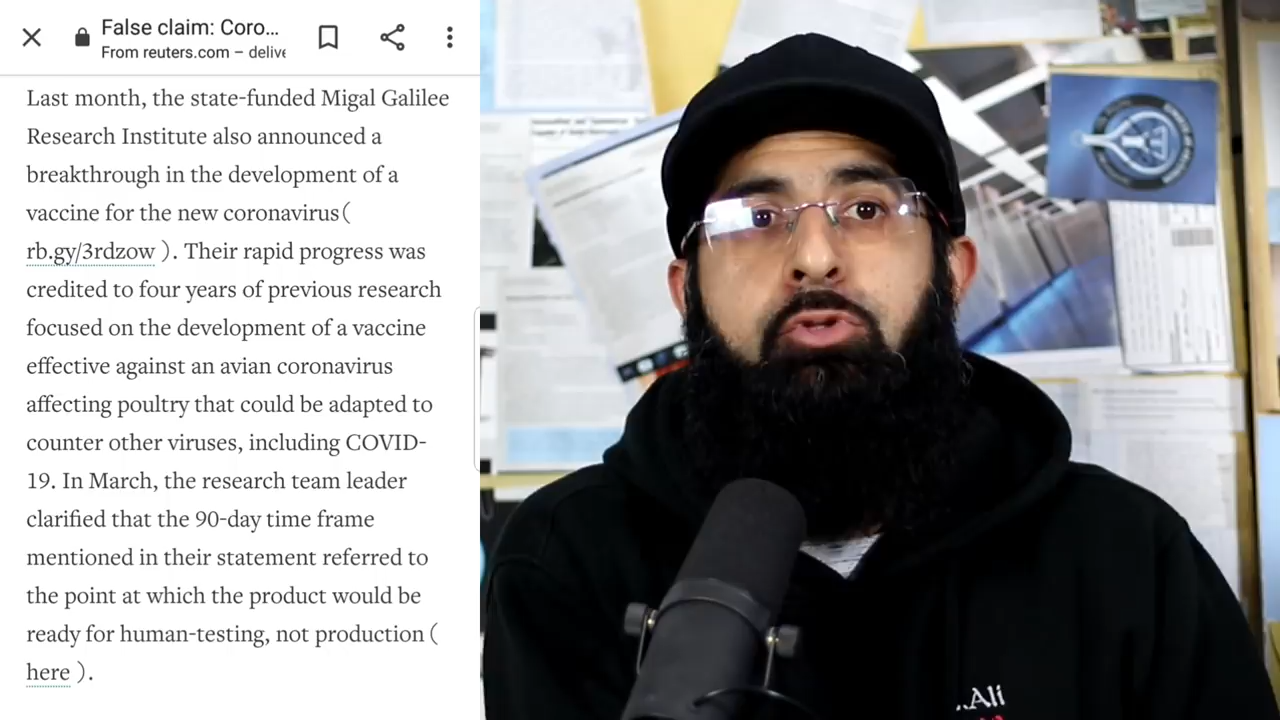 False claim: Coro...
From reuters.com – delive
Last month, the state-funded Migal Galilee
Research Institute also announced a
breakthrough in the development of a
vaccine for the new coronavirus(
rb.gy/3rdzow ). Their rapid progress was
credited to four years of previous research
focused on the development of a vaccine
effective against an avian coronavirus
affecting poultry that could be adapted to
counter other viruses, including COVID-
19. In March, the research team leader
clarified that the 90-day time frame
mentioned in their statement referred to
the point at which the product would be
ready for human-testing, not production (
here ).
.Ali